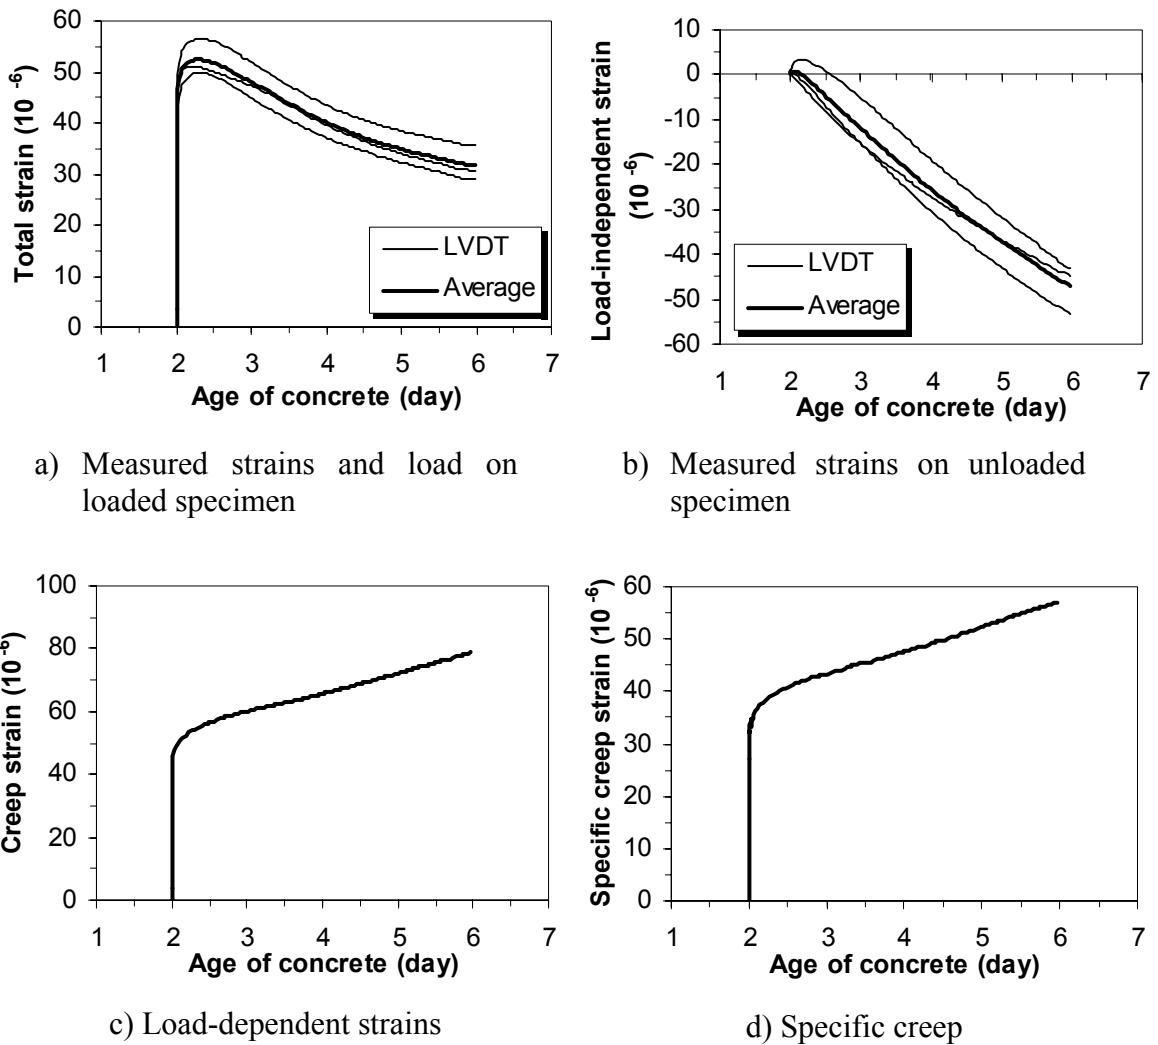 60
50
40
30
20
10
0
1 2 3 4 5 6 7
Total strain (10 -6)
Age of concrete (day)
LVDT
Average
10
0
-10
-20
-30
-40
-50
-60
1 2 3 4 5 6 7
Load-independent strain
(10 -6)
Age of concrete (day)
LVDT
Average
a) Measured strains and load on
loaded specimen
b) Measured strains on unloaded
specimen
100
80
60
40
20
0
1 2 3 4 5 6 7
Creep strain (10-6)
Age of concrete (day)
60
50
40
30
20
10
0
1 2 3 4 5 6 7
Specific creep strain (10 -6)
Age of concrete (day)
c) Load-dependent strains
d) Specific creep